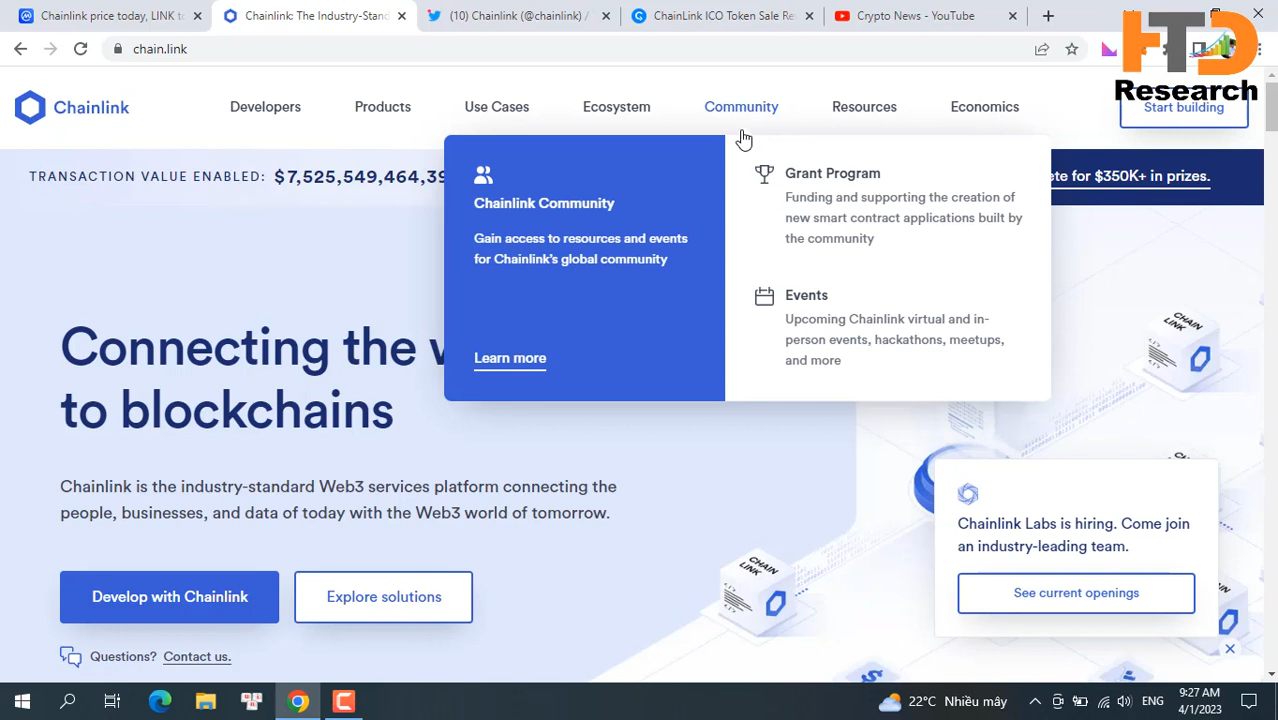 Chainlink price today, LINK to
Chainlink: The Industry-Stand
(10) Chainlink (@chainlink) /
ChainLink ICO Token Sale Re
Crypto News - YouTube
chain.link
HTD
Research
Chainlink
Developers
Products
Use Cases
Ecosystem
Community
Resources
Economics
Start building
TRANSACTION VALUE ENABLED: $7,525,549,464,39
ete for $350K+ in prizes.
Chainlink Community
Gain access to resources and events
for Chainlink's global community
Learn more
Grant Program
Funding and supporting the creation of
new smart contract applications built by
the community
Events
Upcoming Chainlink virtual and in-
person events, hackathons, meetups,
and more
Connecting the w
to blockchains
Chainlink is the industry-standard Web3 services platform connecting the
people, businesses, and data of today with the Web3 world of tomorrow.
Develop with Chainlink
Explore solutions
Questions? Contact us.
CHAIN
LINK
CHAIN
LINK
Chainlink Labs is hiring. Come join
an industry-leading team.
See current openings
22°C Nhiều mây
ENG
9:27 AM
4/1/2023